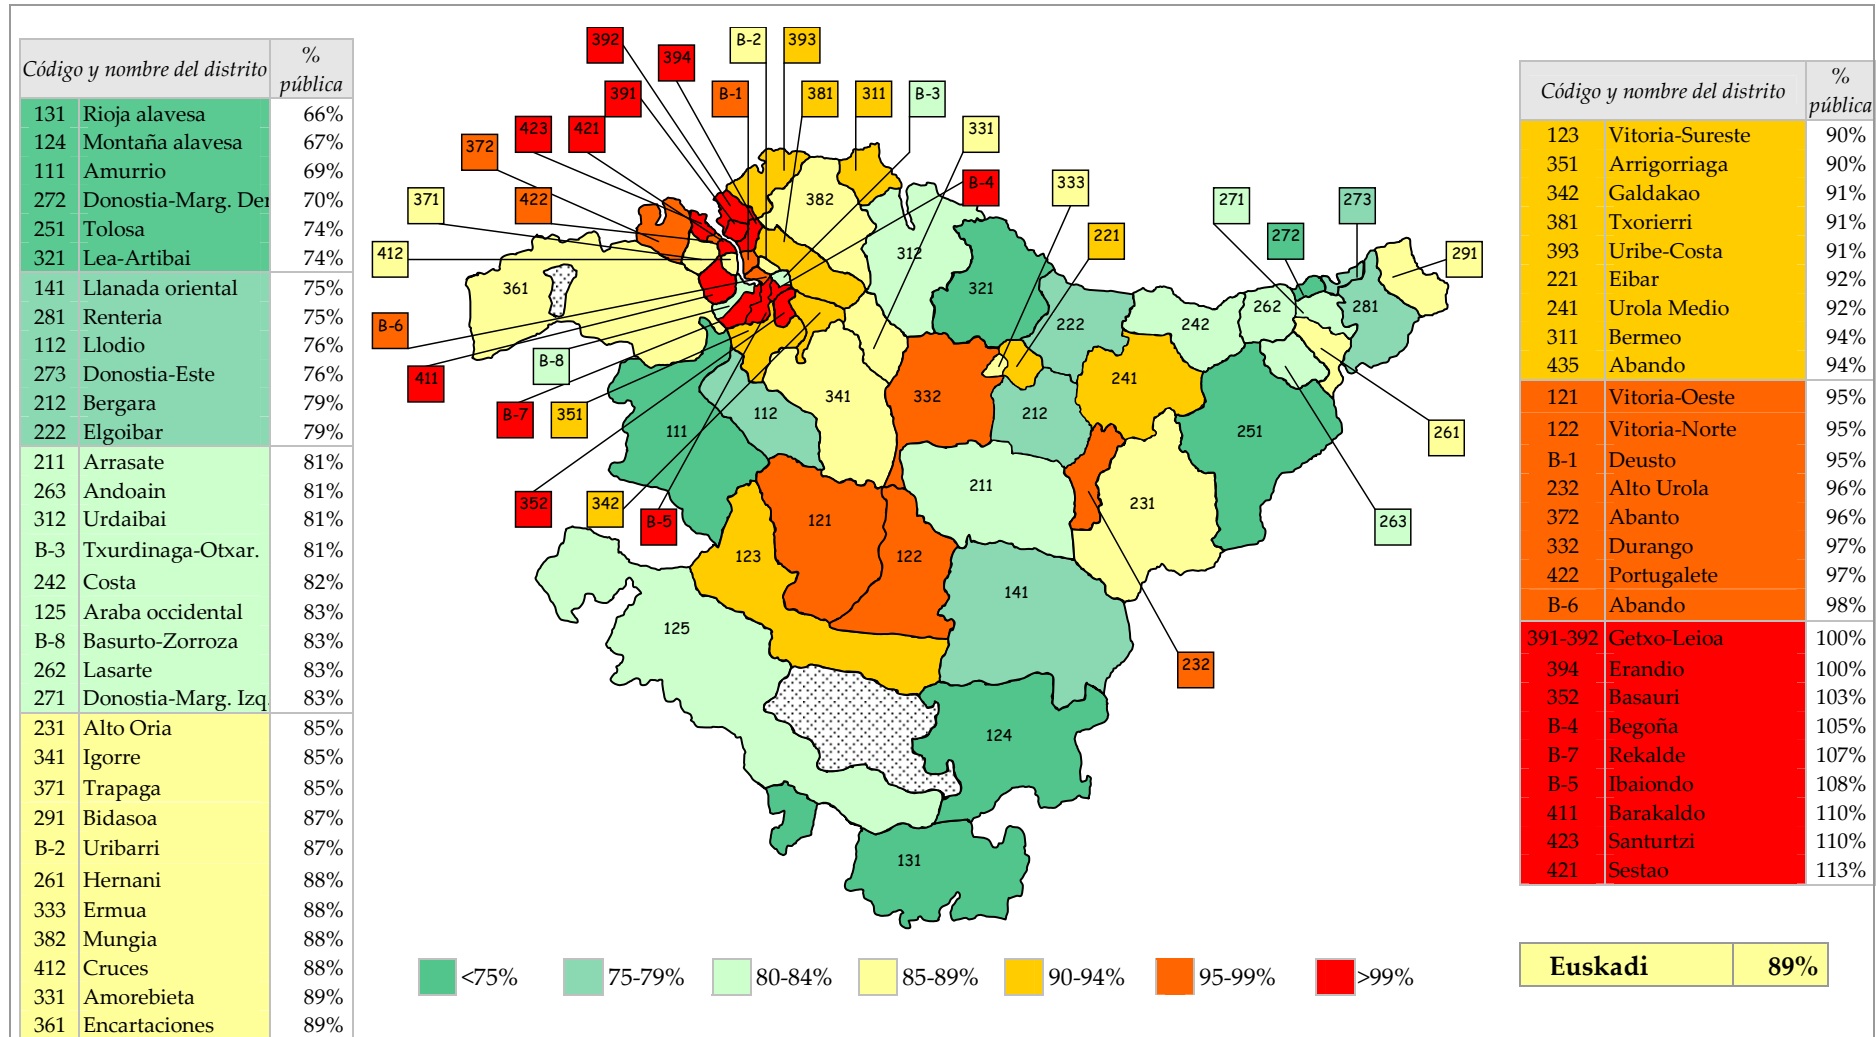 Código y nombre del distrito % pública
131 Rioja alavesa 66%
124 Montaña alavesa 67%
111 Amurrio 69%
272 Donostia-Marg. Der 70%
251 Tolosa 74%
321 Lea-Artibai 74%
141 Llanada oriental 75%
281 Renteria 75%
112 Llodio 76%
273 Donostia-Este 76%
212 Bergara 79%
222 Elgoibar 79%
211 Arrasate 81%
263 Andoain 81%
312 Urdaibai 81%
B-3 Txurdinaga-Otxar. 81%
242 Costa 82%
125 Araba occidental 83%
B-8 Basurto-Zorroza 83%
262 Lasarte 83%
271 Donostia-Marg. Izq. 83%
231 Alto Oria 85%
341 Igorre 85%
371 Trapaga 85%
291 Bidasoa 87%
B-2 Uribarri 87%
261 Hernani 88%
333 Ermua 88%
382 Mungia 88%
412 Cruces 88%
331 Amorebieta 89%
361 Encartaciones 89%
392
394
B-2
393
391
B-1
381
311
B-3
423
421
331
372
371
422
382
B-4
333
271
273
412
312
221
272
291
361
321
262
281
B-6
222
242
411
B-8
241
B-7
351
112
341
332
212
111
251
261
352
342
B-5
121
211
231
263
123
122
141
125
232
124
131
<75%
75-79%
80-84%
85-89%
90-94%
95-99%
>99%
Código y nombre del distrito % pública
123 Vitoria-Sureste 90%
351 Arrigorriaga 90%
342 Galdakao 91%
381 Txorierri 91%
393 Uribe-Costa 91%
221 Eibar 92%
241 Urola Medio 92%
311 Bermeo 94%
435 Abando 94%
121 Vitoria-Oeste 95%
122 Vitoria-Norte 95%
B-1 Deusto 95%
232 Alto Urola 96%
372 Abanto 96%
332 Durango 97%
422 Portugalete 97%
B-6 Abando 98%
391-392 Getxo-Leioa 100%
394 Erandio 100%
352 Basauri 103%
B-4 Begoña 105%
B-7 Rekalde 107%
B-5 Ibaiondo 108%
411 Barakaldo 110%
423 Santurtzi 110%
421 Sestao 113%
Euskadi 89%